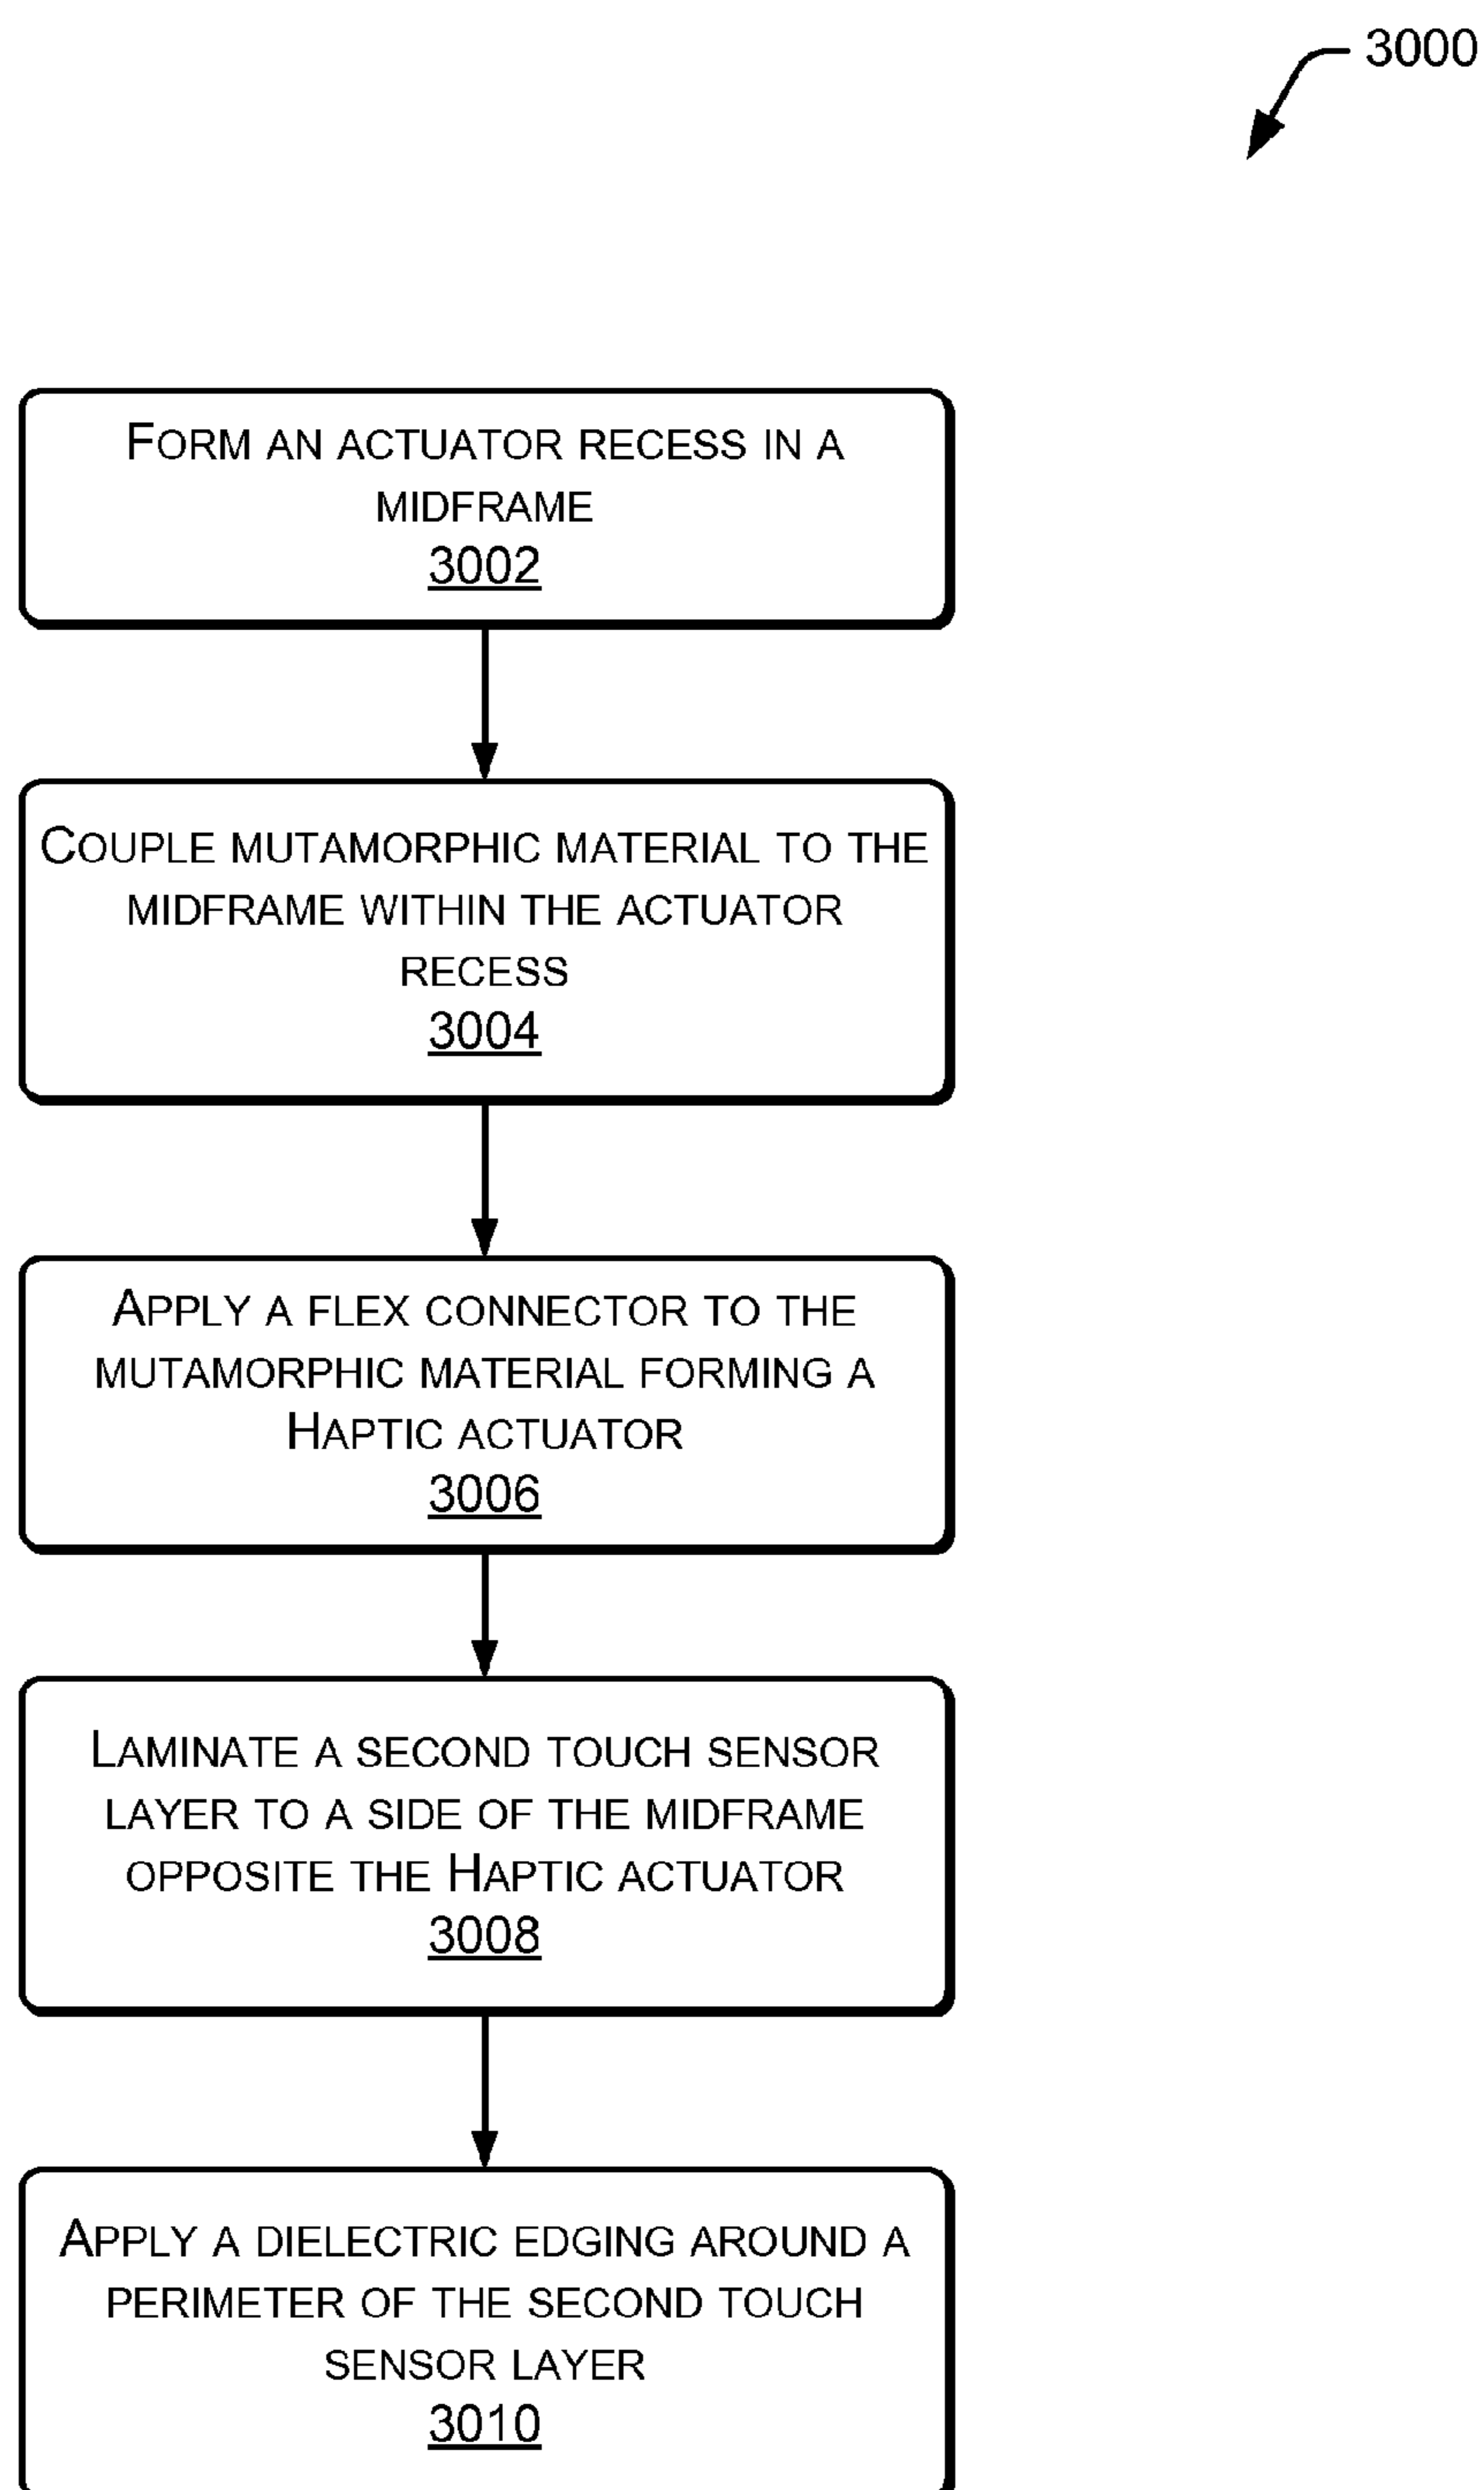 3000
FORM AN ACTUATOR RECESS IN A
MIDFRAME
3002
COUPLE MUTAMORPHIC MATERIAL TO THE
MIDFRAME WITHIN THE ACTUATOR
RECESS
3004
APPLY A FLEX CONNECTOR TO THE
MUTAMORPHIC MATERIAL FORMING A
HAPTIC ACTUATOR
3006
LAMINATE A SECOND TOUCH SENSOR
LAYER TO A SIDE OF THE MIDFRAME
OPPOSITE THE HAPTIC ACTUATOR
3008
APPLY A DIELECTRIC EDGING AROUND A
PERIMETER OF THE SECOND TOUCH
SENSOR LAYER
3010